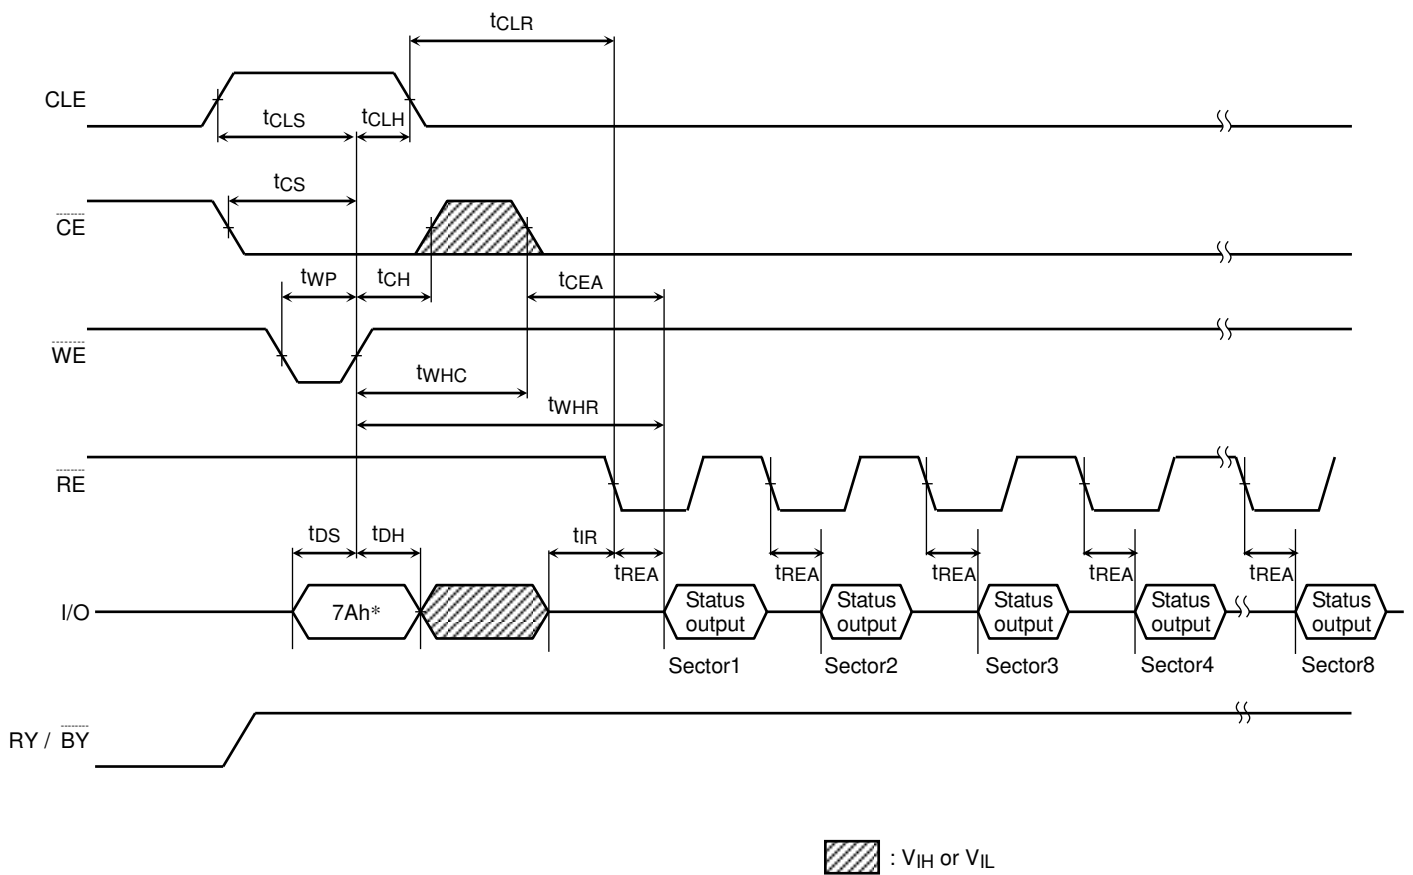 tCLR
CLE
tCLS
tCLH
tCS
CE
tWP
tCH
tCEA
WE
tWHC
tWHR
RE
tDS
tDH
tIR
tREA
tREA
tREA
tREA
tREA
I/O
7Ah*
Status output
Status output
Status output
Status output
Status output
Sector1
Sector2
Sector3
Sector4
Sector8
RY / BY
: VIH or VIL